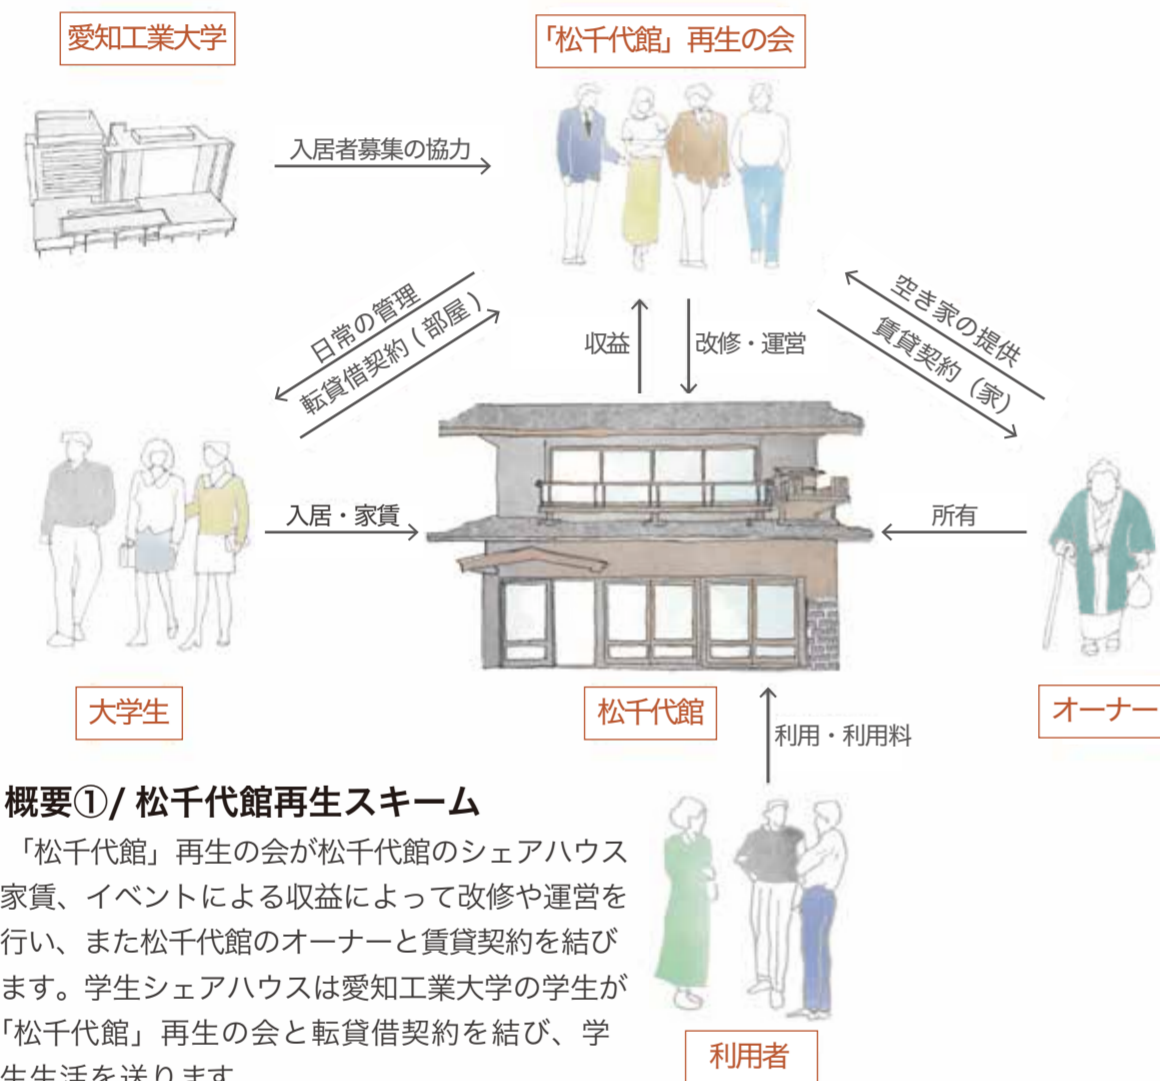 愛知工業大学
「松千代館」再生の会
入居者募集の協力
日常の管理
転貸借契約(部屋)
収益
改修・運営
空き家の提供
賃貸契約(家)
入居・家賃
所有
大学生
松千代館
オーナー
利用・利用料
概要①/ 松千代館再生スキーム
「松千代館」再生の会が松千代館のシェアハウス
家賃、イベントによる収益によって改修や運営を
行い、また松千代館のオーナーと賃貸契約を結び
ます。学生シェアハウスは愛知工業大学の学生が
「松千代館」再生の会と転貸借契約を結び、学
生生活を送ります
利用者